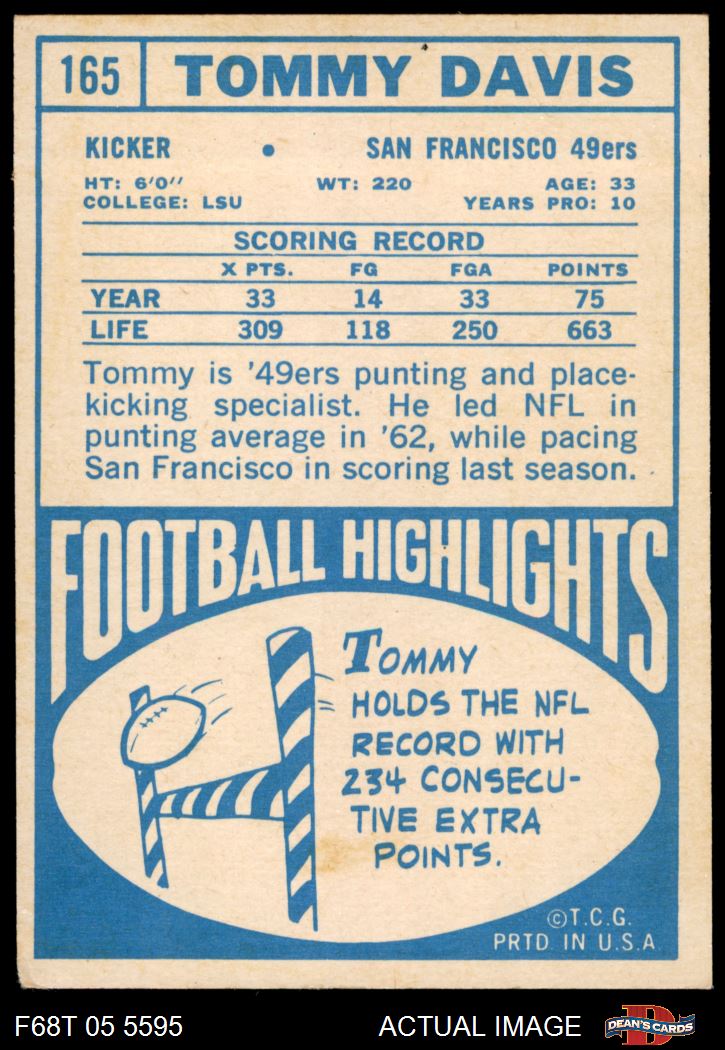 165 TOMMY DAVIS
KICKER • SAN FRANCISCO 49ers
HT: 6'0'' WT: 220 AGE: 33
COLLEGE: LSU YEARS PRO: 10
SCORING RECORD
X PTS. FG FGA POINTS
YEAR 33 14 33 75
LIFE 309 118 250 663
Tommy is '49ers punting and place-
kicking specialist. He led NFL in
punting average in '62, while pacing
San Francisco in scoring last season.
FOOTBALL HIGHLIGHTS
TOMMY
HOLDS THE NFL
RECORD WITH
234 CONSECU-
TIVE EXTRA
POINTS.
©T.C.G.
PRTD. IN U.S.A.
F68T 05 5595 ACTUAL IMAGE D DEAN'S CARDS